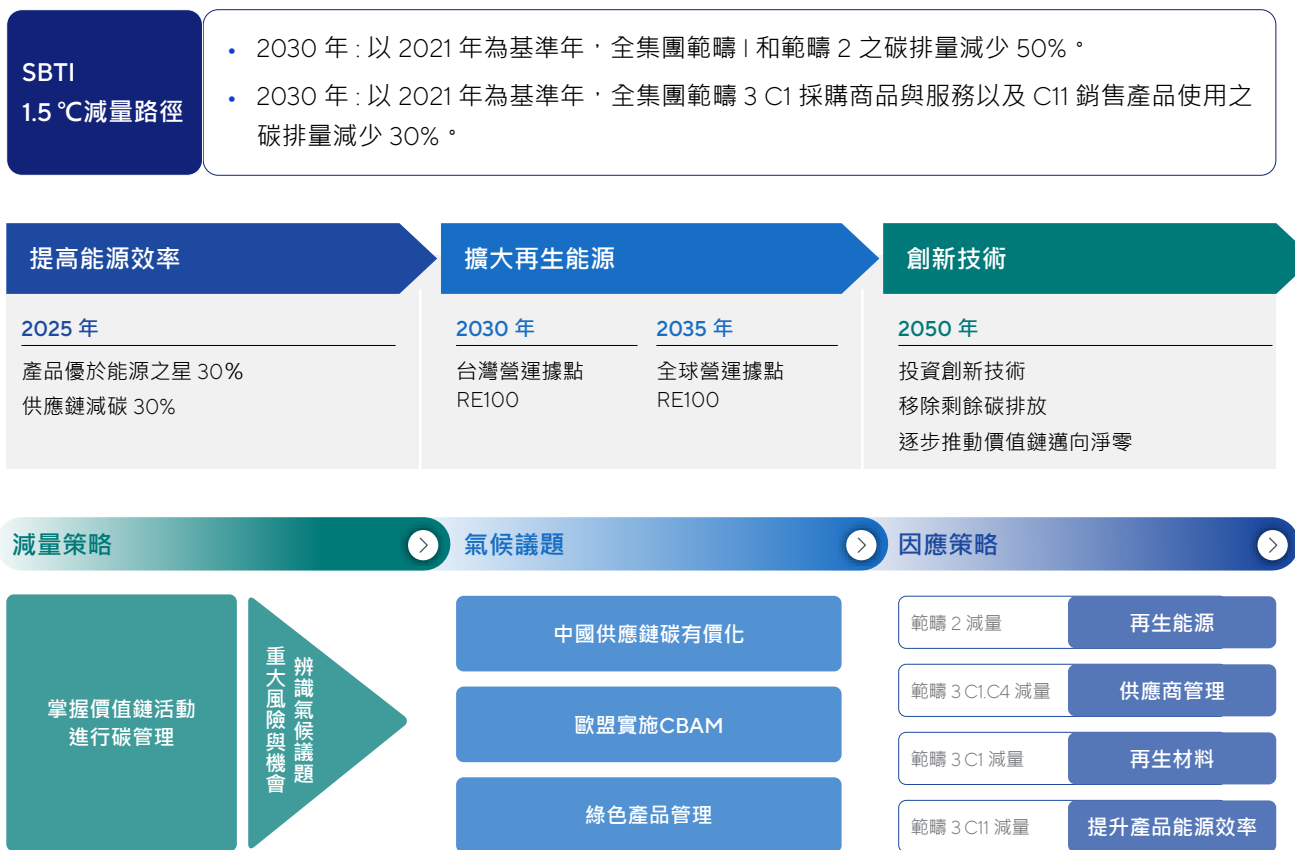 SBTI
1.5 ℃減量路徑
• 2030 年 : 以 2021 年為基準年，全集團範疇 1 和範疇 2 之碳排量減少 50%。
• 2030 年 : 以 2021 年為基準年，全集團範疇 3 C1 採購商品與服務以及 C11 銷售產品使用之
碳排量減少 30%。
提高能源效率
2025 年
產品優於能源之星 30%
供應鏈減碳 30%
擴大再生能源
2030 年
台灣營運據點
RE100
2035 年
全球營運據點
RE100
創新技術
2050 年
投資創新技術
移除剩餘碳排放
逐步推動價值鏈邁向淨零
減量策略
掌握價值鏈活動
進行碳管理
辨識氣候議題
重大風險與機會
氣候議題
中國供應鏈碳有價化
歐盟實施CBAM
綠色產品管理
因應策略
範疇 2 減量
再生能源
範疇 3 C1.C4 減量
供應商管理
範疇 3 C1 減量
再生材料
範疇 3 C11 減量
提升產品能源效率